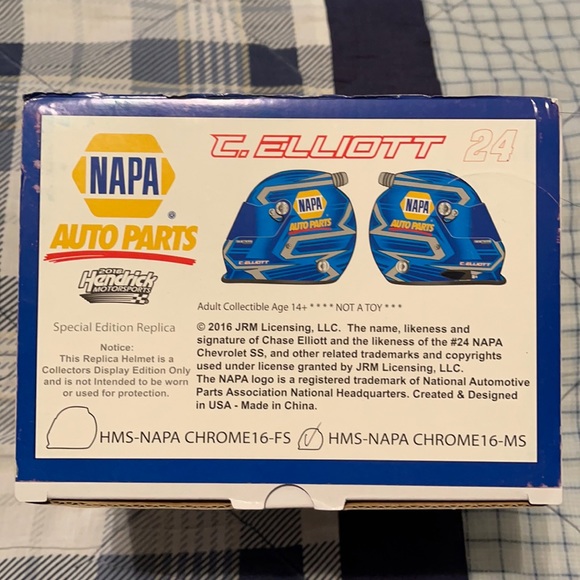 NAPA
®
AUTO PARTS
2016
Hendrick
MOTORSPORTS
C. ELLIOTT 24
NAPA
AUTO PARTS
C. ELLIOTT
NAPA
AUTO PARTS
C. ELLIOTT
Adult Collectible Age 14+ * * * * NOT A TOY * * *
Special Edition Replica
Notice:
This Replica Helmet is a
Collectors Display Edition Only
and is not Intended to be worn
or used for protection.
© 2016 JRM Licensing, LLC. The name, likeness and
signature of Chase Elliott and the likeness of the #24 NAPA
Chevrolet SS, and other related trademarks and copyrights
used under license granted by JRM Licensing, LLC.
The NAPA logo is a registered trademark of National Automotive
Parts Association National Headquarters. Created & Designed
in USA - Made in China.
HMS-NAPA CHROME16-FS HMS-NAPA CHROME16-MS